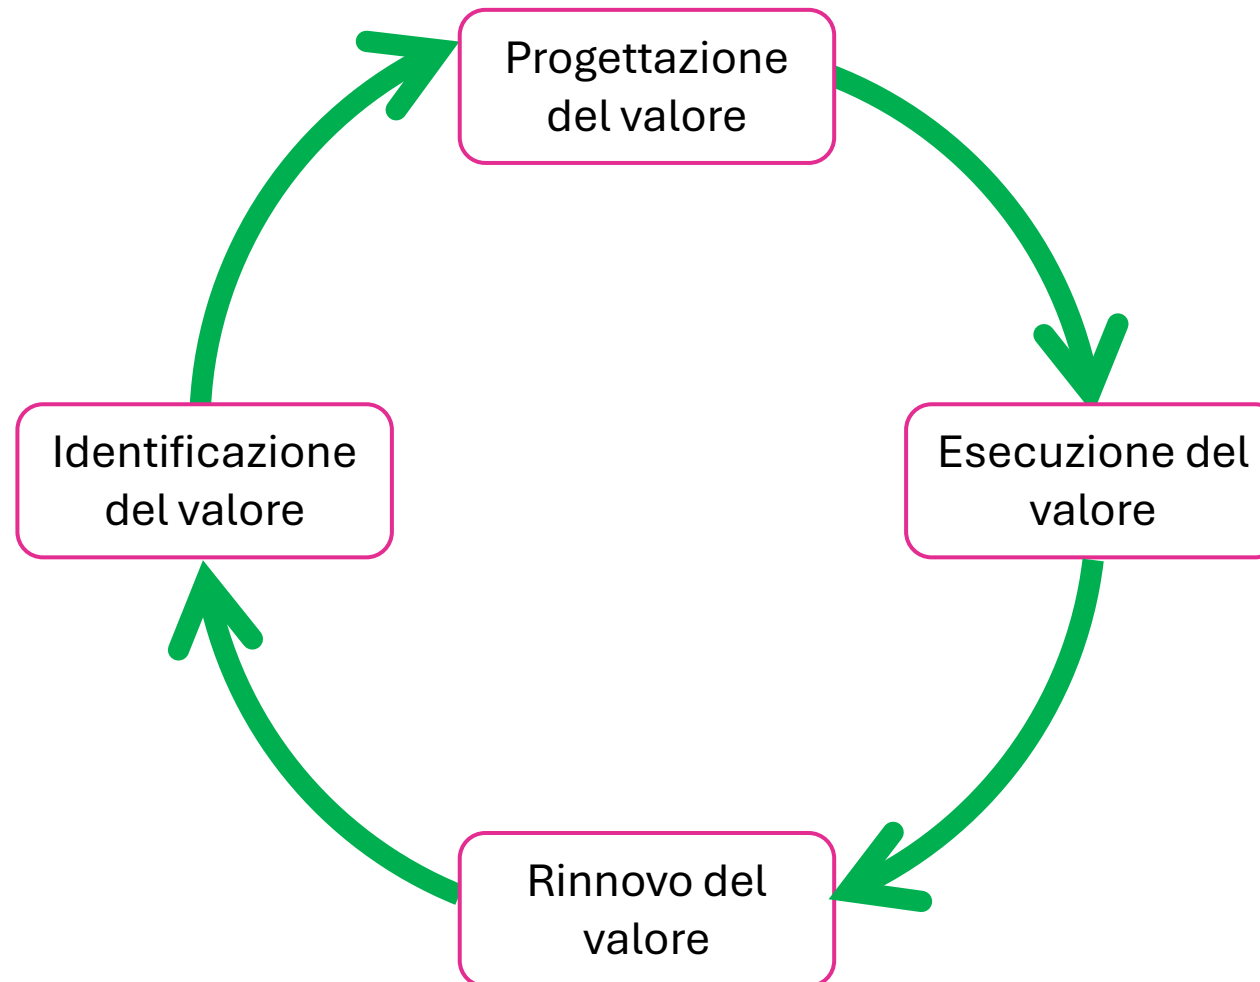 Progettazione
del valore
Identificazione
del valore
Esecuzione del
valore
Rinnovo del
valore